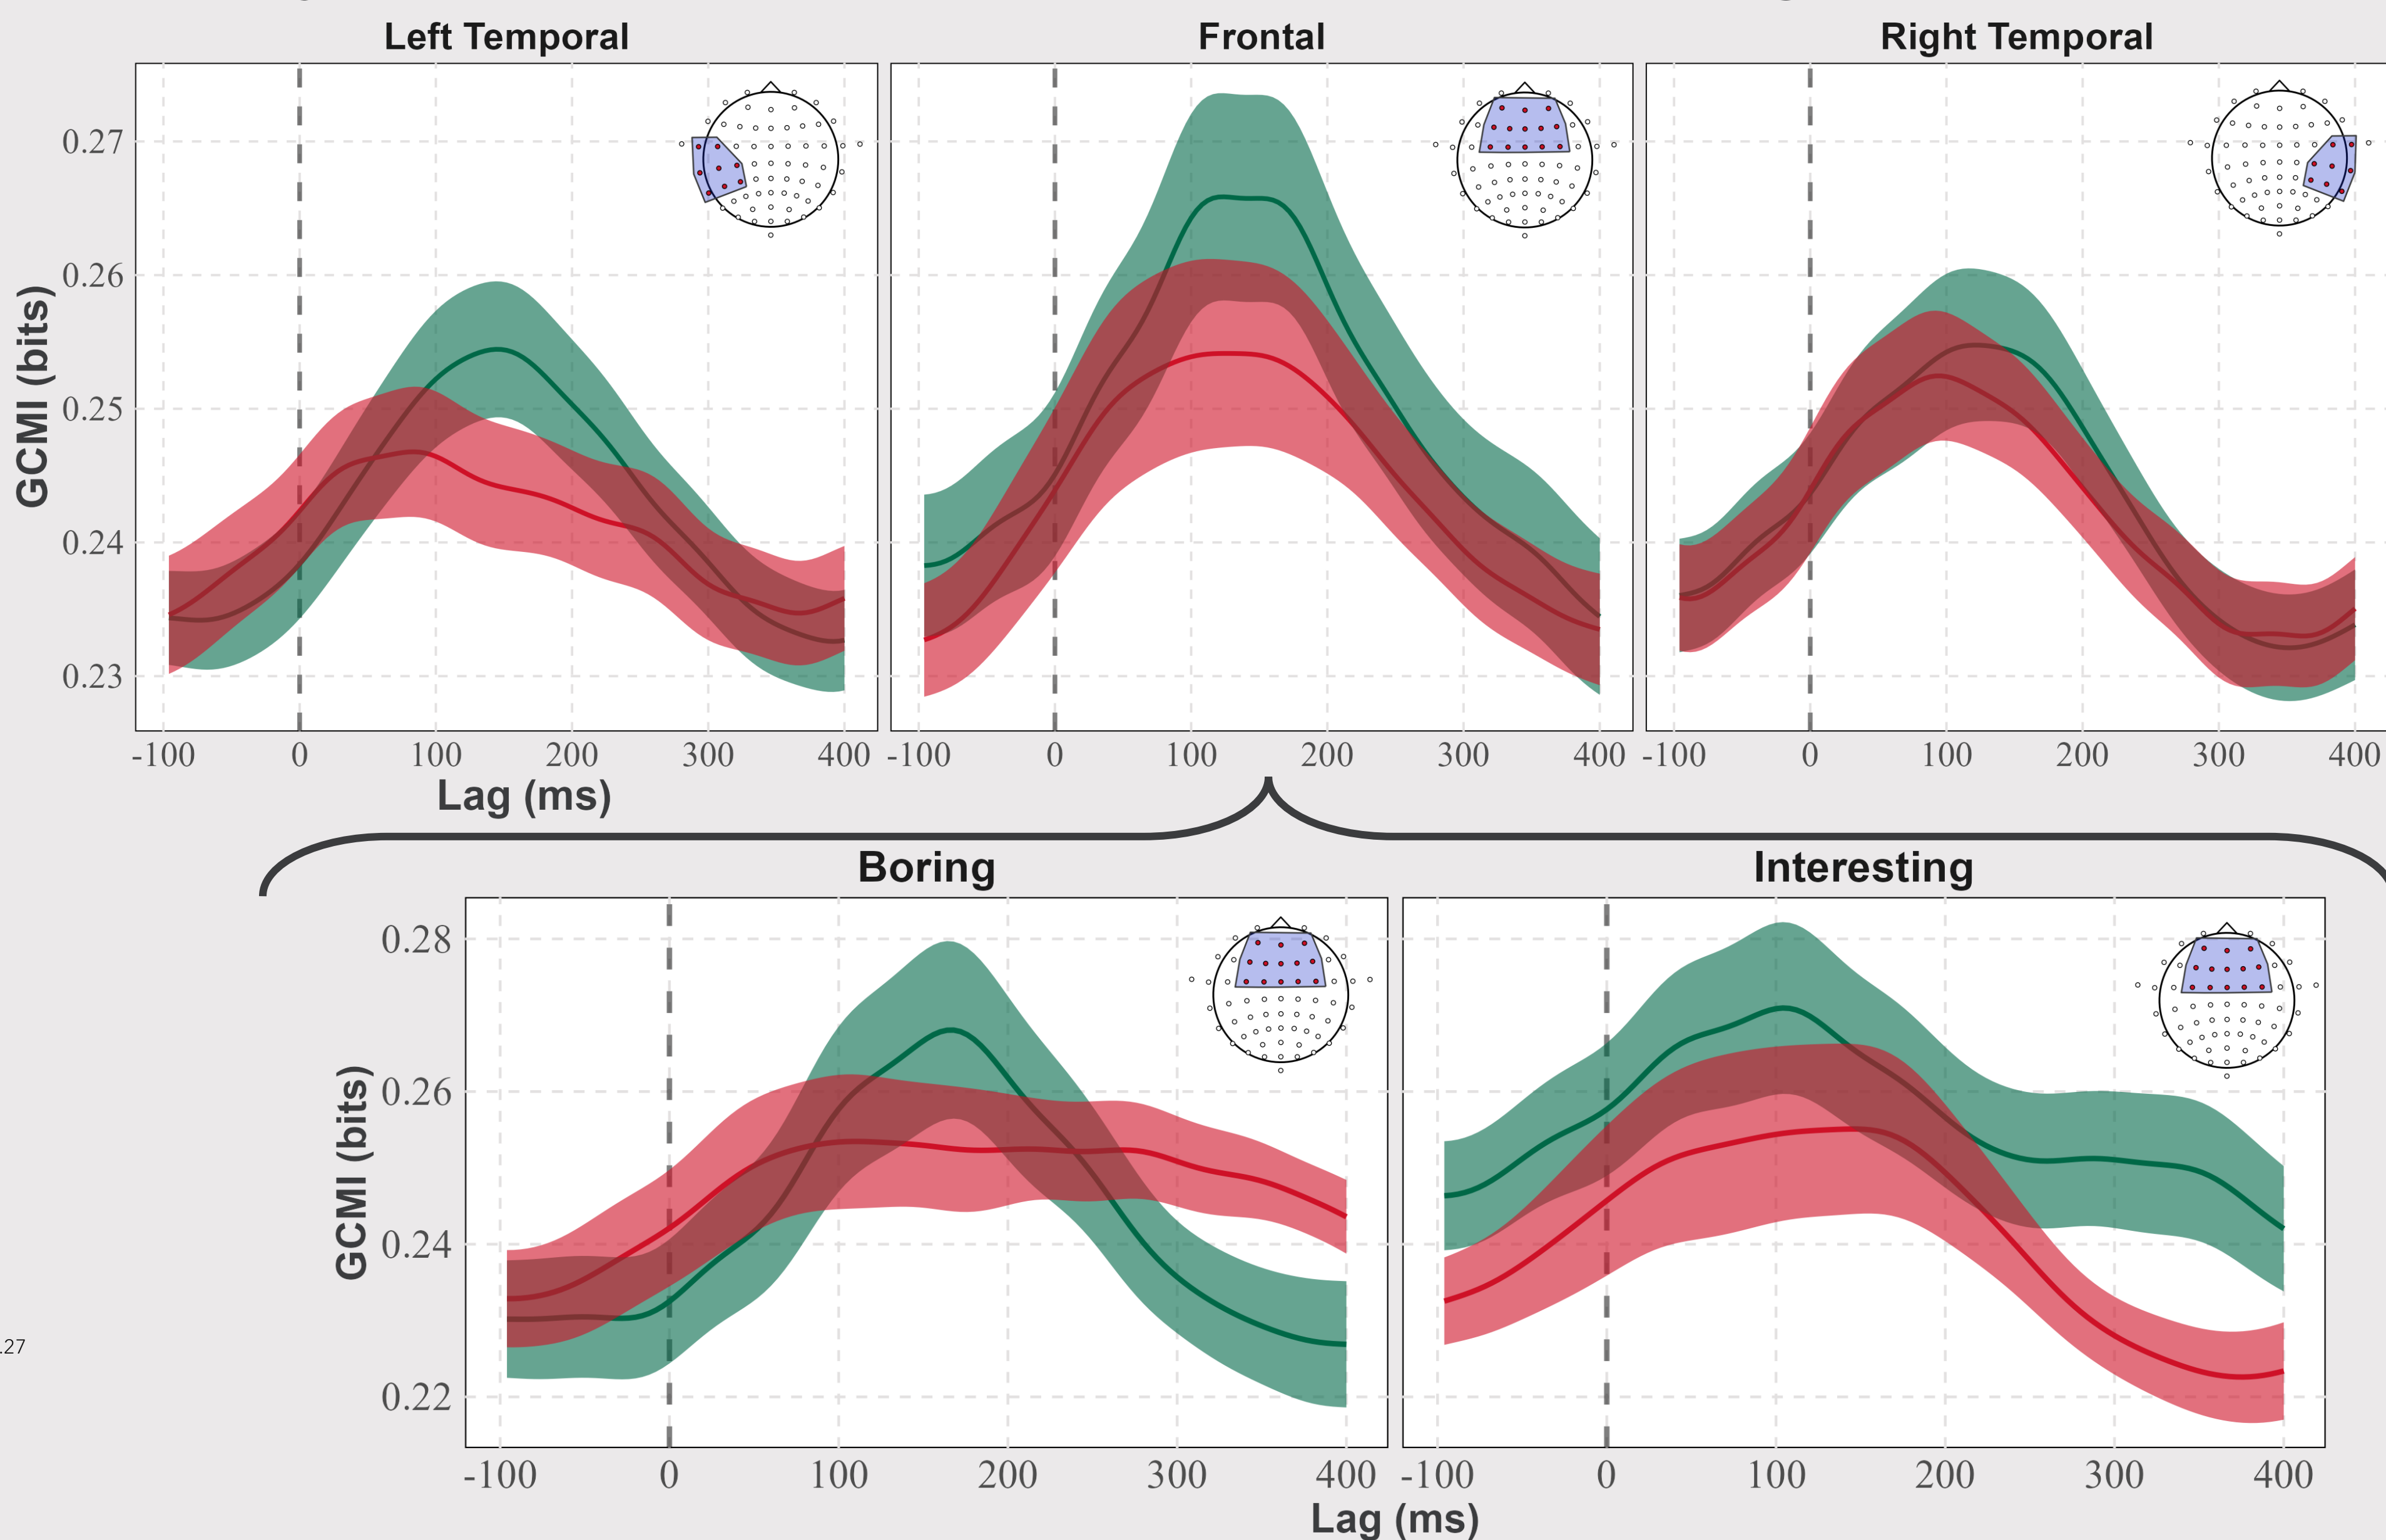 Left Temporal
Frontal
Right Temporal
GCMI (bits)
0.27
0.26
0.25
0.24
0.23
-100 0 100 200 300 400
-100 0 100 200 300 400
-100 0 100 200 300 400
Lag (ms)
Boring
Interesting
GCMI (bits)
0.28
0.26
0.24
0.22
.27
-100 0 100 200 300 400
-100 0 100 200 300 400
Lag (ms)